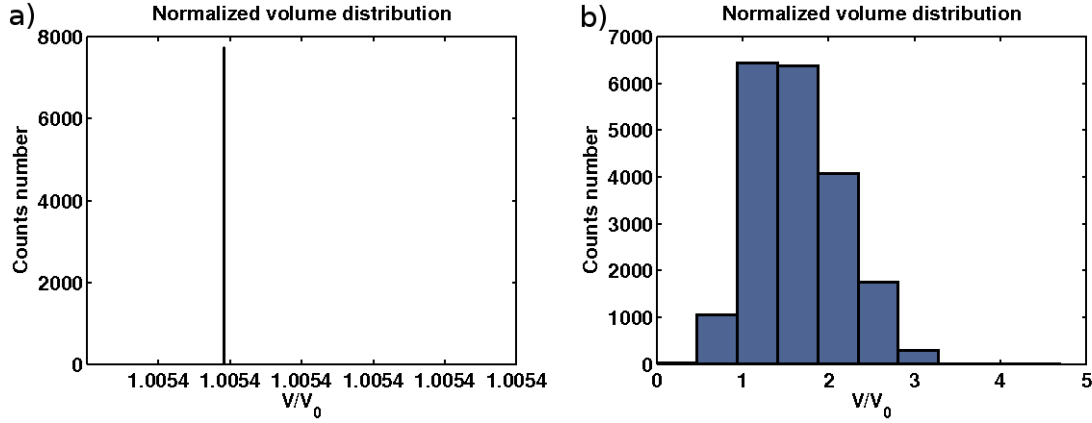 a)
Normalized volume distribution
8000
6000
4000
2000
0
Counts number
1.0054 1.0054 1.0054 1.0054 1.0054 1.0054
V/V0
b)
Normalized volume distribution
7000
6000
5000
4000
3000
2000
1000
0
Counts number
0 1 2 3 4 5
V/V0